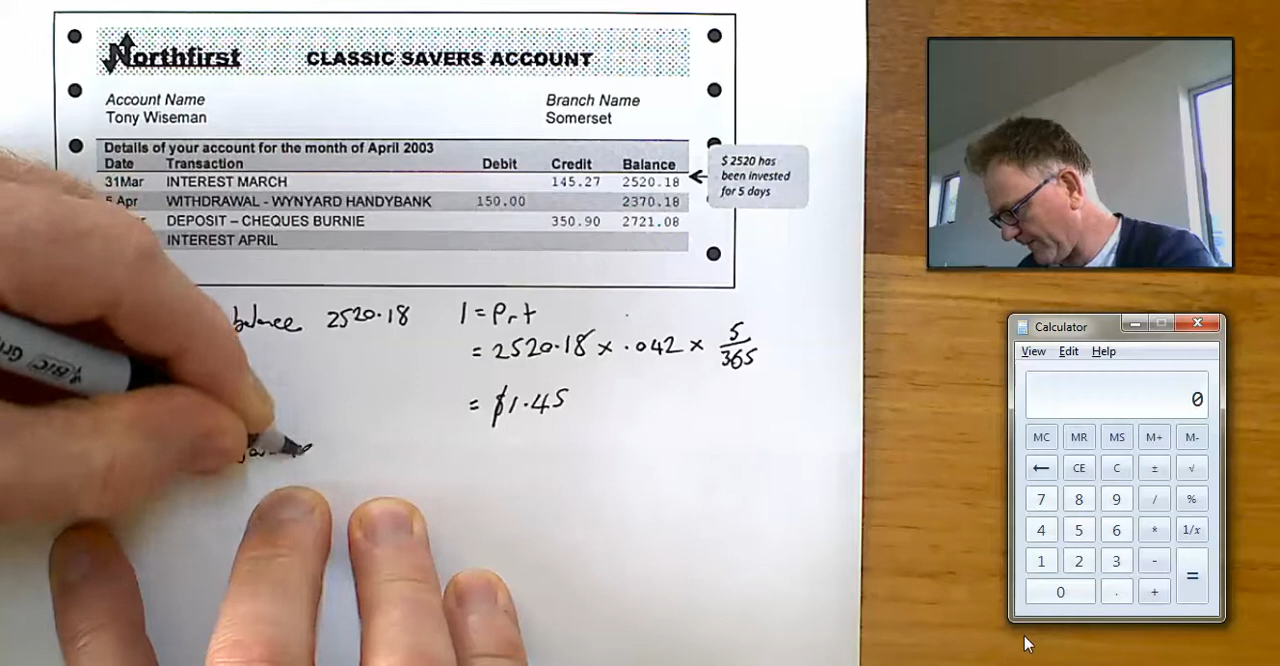 Northfirst CLASSIC SAVERS ACCOUNT
Account Name Branch Name
Tony Wiseman Somerset
Details of your account for the month of April 2003
Date Transaction Debit Credit Balance
31Mar INTEREST MARCH 145.27 2520.18
5 Apr WITHDRAWAL - WYNYARD HANDYBANK 150.00 2370.18
DEPOSIT – CHEQUES BURNIE 350.90 2721.08
INTEREST APRIL
$ 2520 has
been invested
for 5 days
balance 2520.18 I = Prt
= 2520.18 × .042 × 5/365
= $1.45
BIC
Calculator
View Edit Help
0
MC MR MS M+ M-
← CE C ± √
7 8 9 / %
4 5 6 * 1/x
1 2 3 - =
0 . +